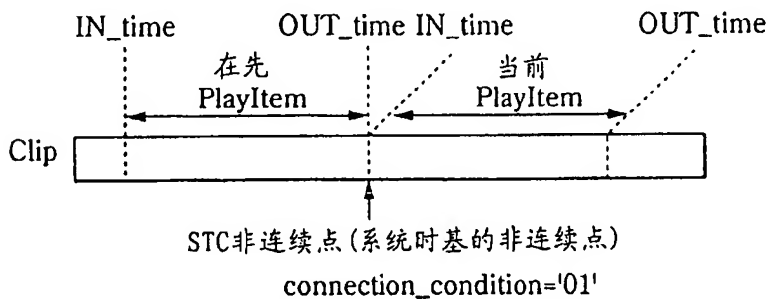 IN_time OUT_time IN_time OUT_time
在先 当前
PlayItem PlayItem
Clip
STC非连续点(系统时基的非连续点)
connection_condition='01'